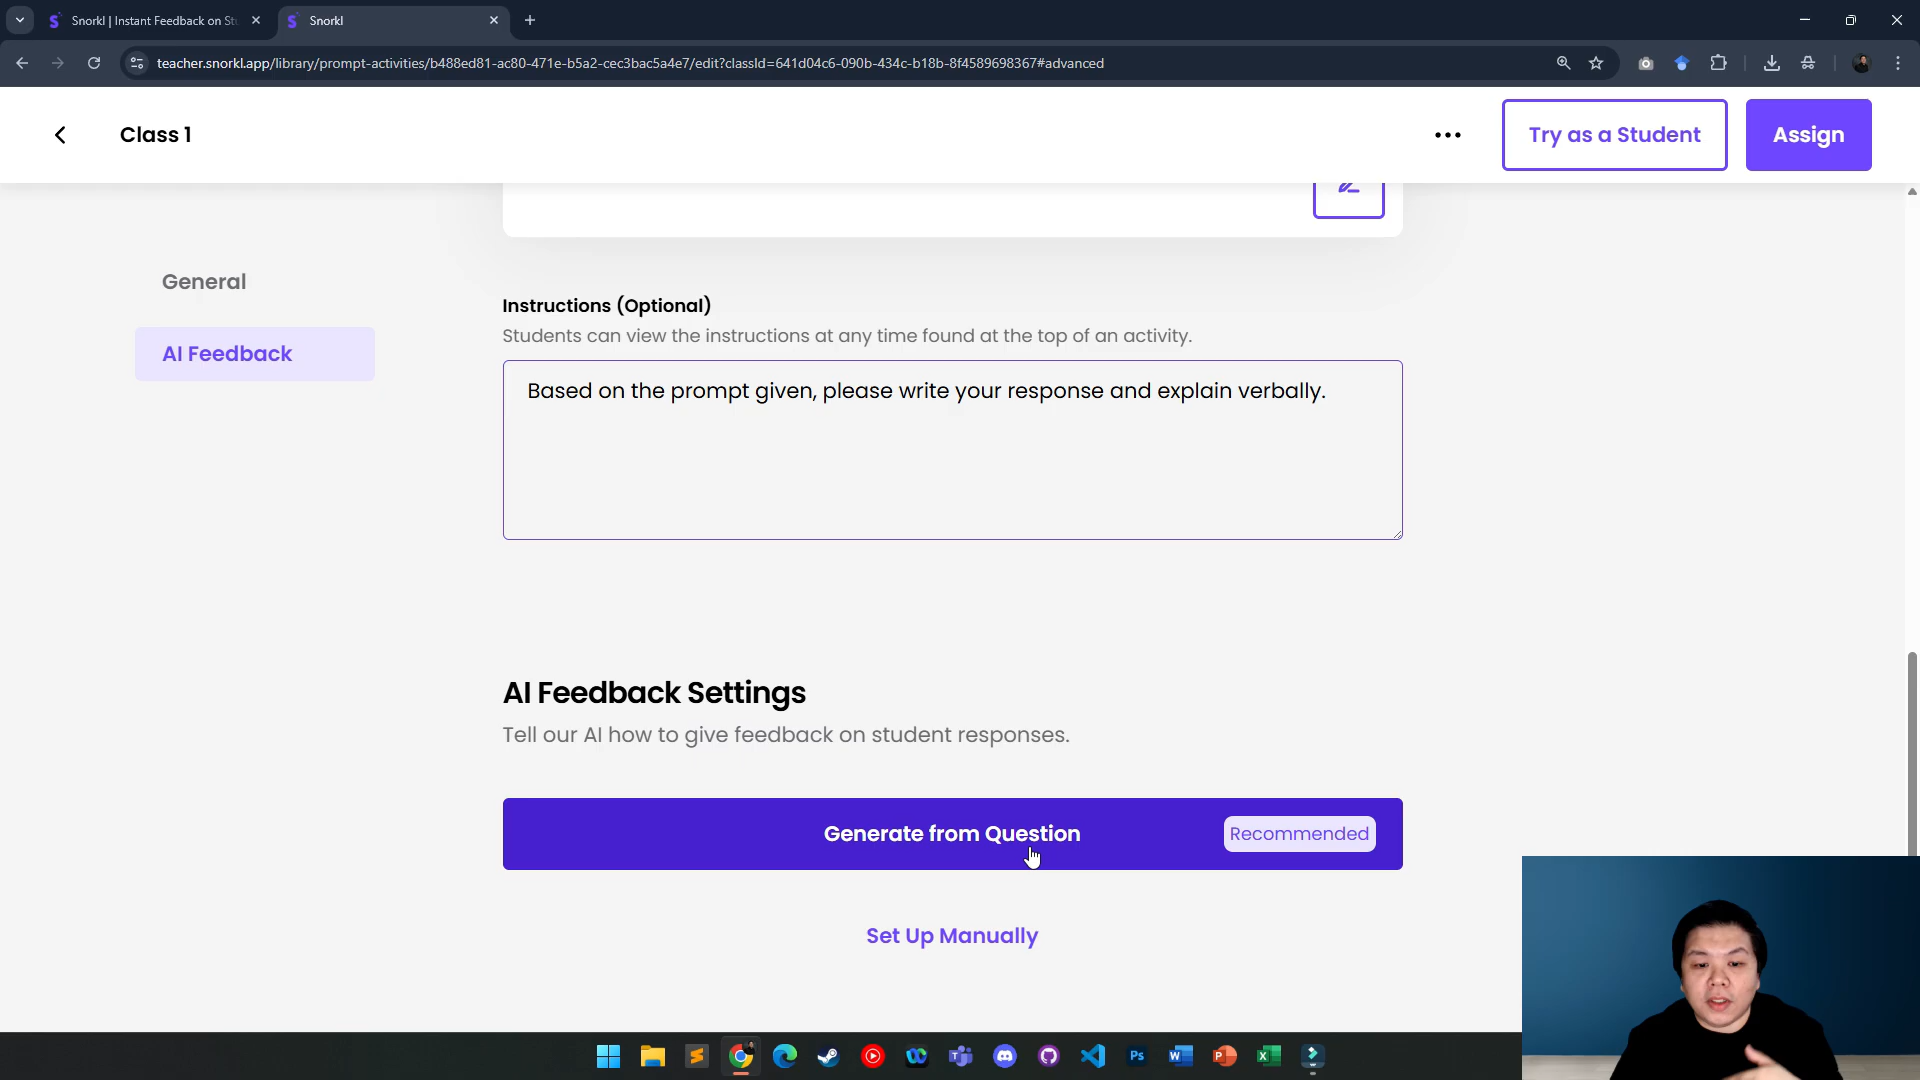 Snorkl | Instant Feedback on Stu
Snorkl
teacher.snorkl.app/library/prompt-activities/b488ed81-ac80-471e-b5a2-cec3bac5a4e7/edit?classId=641d04c6-090b-434c-b18b-8f4589698367#advanced
Class 1
Try as a Student
Assign
General
AI Feedback
Instructions (Optional)
Students can view the instructions at any time found at the top of an activity.
Based on the prompt given, please write your response and explain verbally.
AI Feedback Settings
Tell our AI how to give feedback on student responses.
Generate from Question
Recommended
Set Up Manually